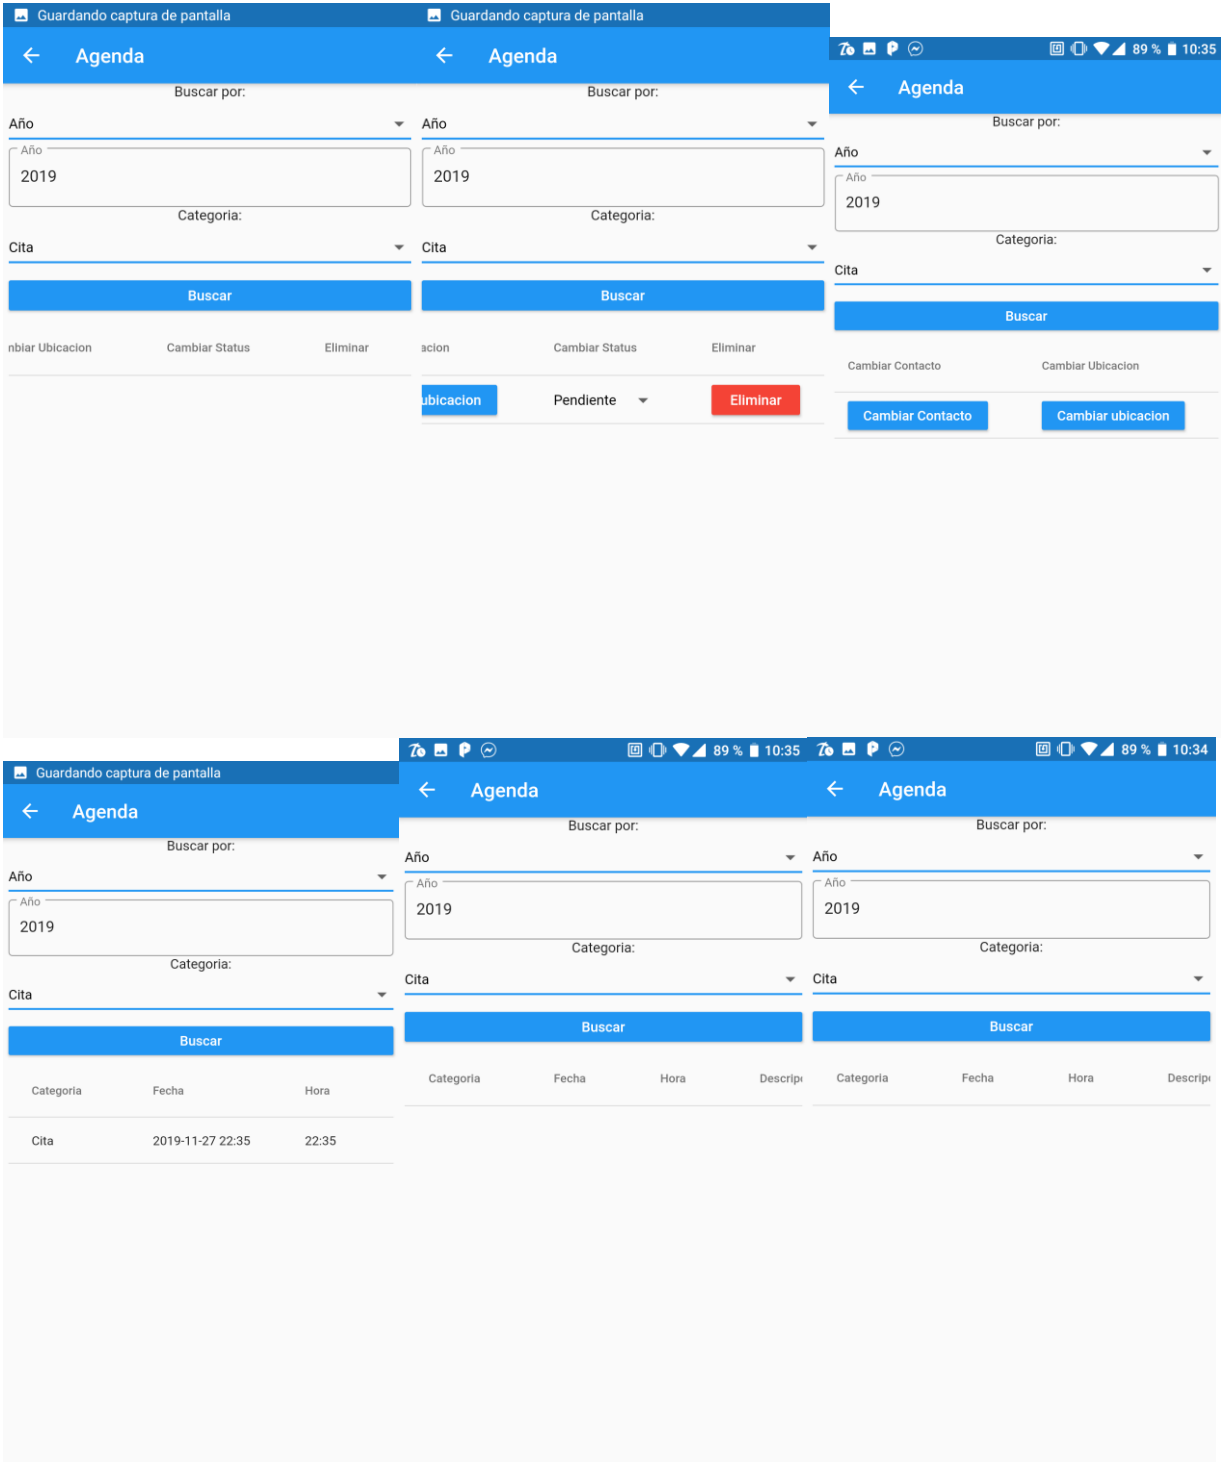 Guardando captura de pantalla
Agenda
Buscar por:
Año
Año
2019
Categoria:
Cita
Buscar
nbiar Ubicacion Cambiar Status Eliminar
Guardando captura de pantalla
Agenda
Buscar por:
Año
Año
2019
Categoria:
Cita
Buscar
acion Cambiar Status Eliminar
ubicacion Pendiente Eliminar
89 % 10:35
Agenda
Buscar por:
Año
Año
2019
Categoria:
Cita
Buscar
Cambiar Contacto Cambiar Ubicacion
Cambiar Contacto Cambiar ubicacion
Guardando captura de pantalla
Agenda
Buscar por:
Año
Año
2019
Categoria:
Cita
Buscar
Categoria Fecha Hora
Cita 2019-11-27 22:35 22:35
89 % 10:35
Agenda
Buscar por:
Año
Año
2019
Categoria:
Cita
Buscar
Categoria Fecha Hora Descripc
89 % 10:34
Agenda
Buscar por:
Año
Año
2019
Categoria:
Cita
Buscar
Categoria Fecha Hora Descripc